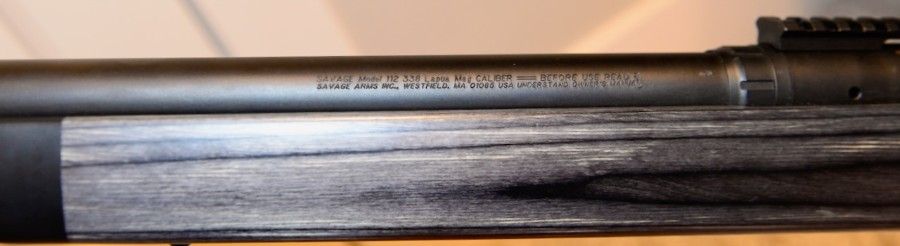 SAVAGE Model 112 338 Lapua Mag CALIBER — BEFORE USE READ &
SAVAGE ARMS INC., WESTFIELD, MA 01085 USA UNDERSTAND OWNER'S MANUAL